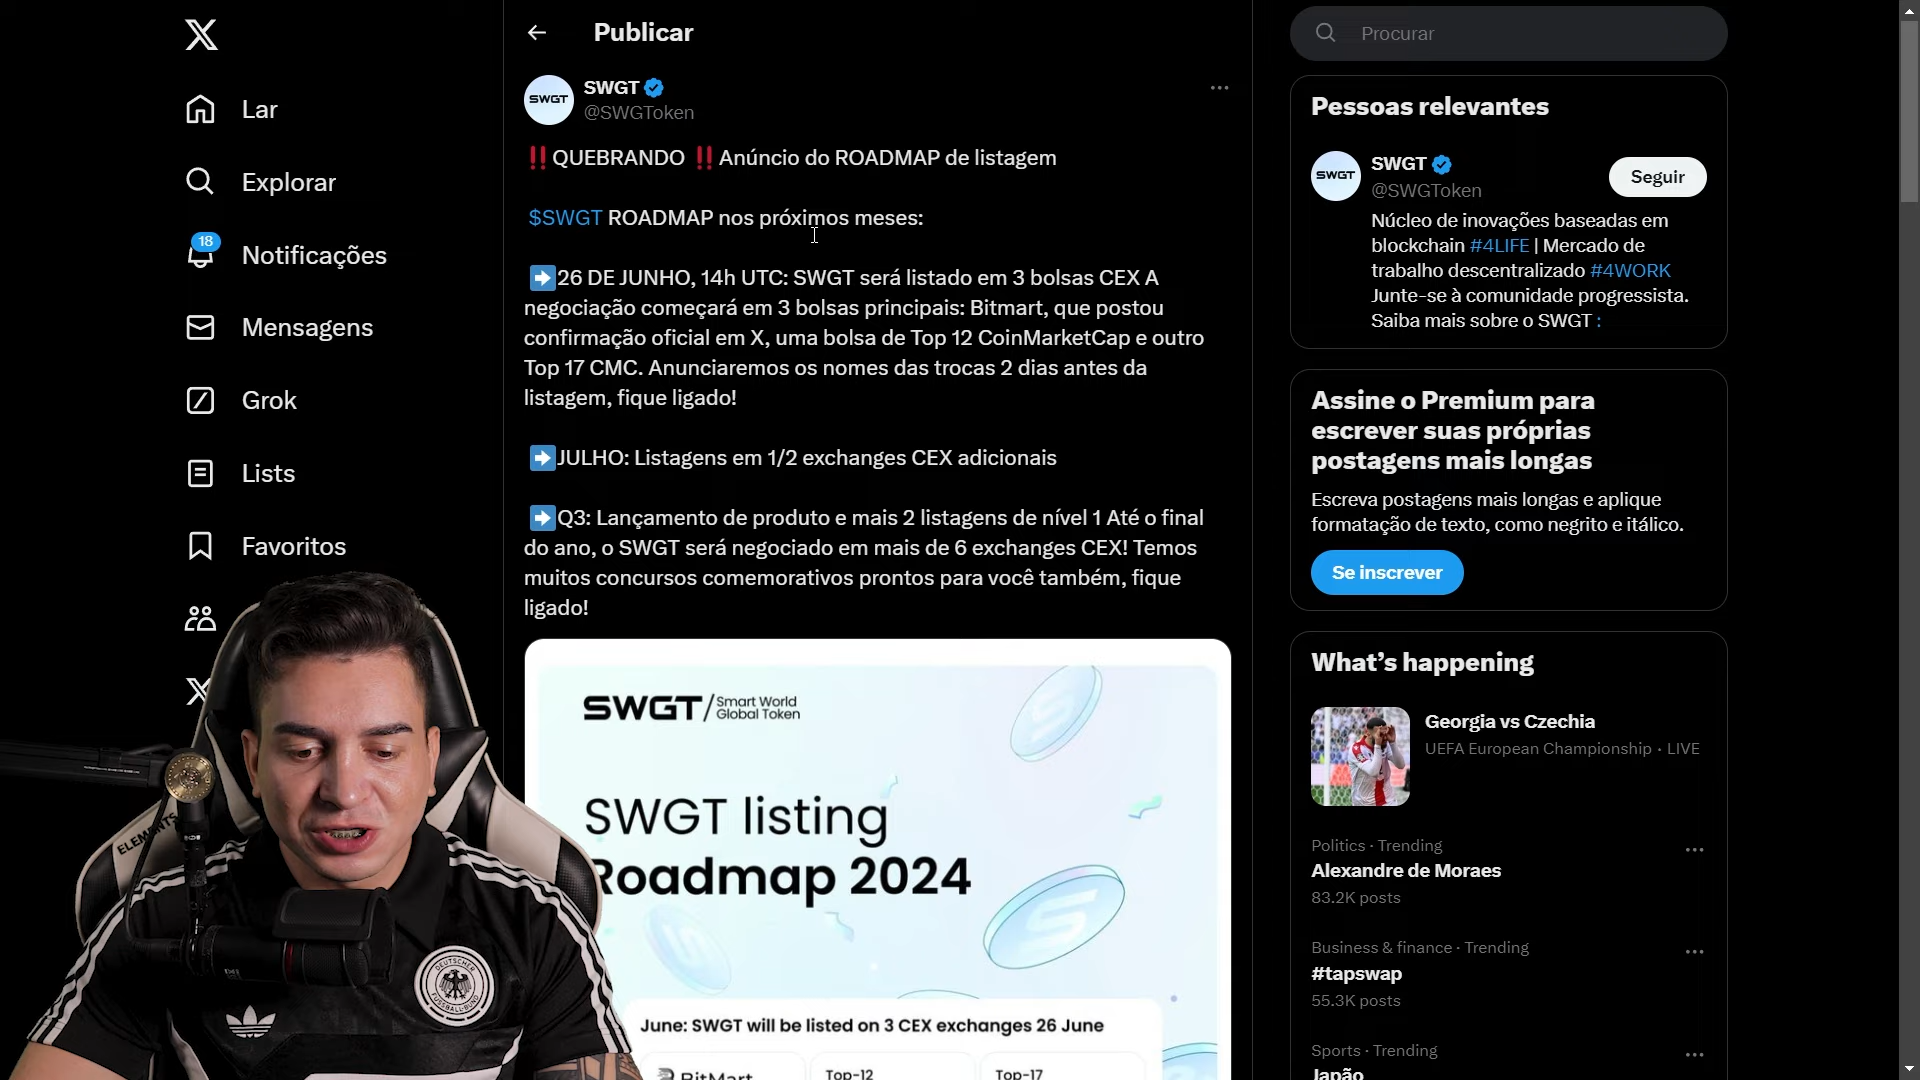 Lar
Explorar
18
Notificações
Mensagens
Grok
Lists
Favoritos
Publicar
SWGT
SWGT
@SWGToken
‼️QUEBRANDO ‼️Anúncio do ROADMAP de listagem
$SWGT ROADMAP nos próximos meses:
➡️26 DE JUNHO, 14h UTC: SWGT será listado em 3 bolsas CEX A
negociação começará em 3 bolsas principais: Bitmart, que postou
confirmação oficial em X, uma bolsa de Top 12 CoinMarketCap e outro
Top 17 CMC. Anunciaremos os nomes das trocas 2 dias antes da
listagem, fique ligado!
➡️JULHO: Listagens em 1/2 exchanges CEX adicionais
➡️Q3: Lançamento de produto e mais 2 listagens de nível 1 Até o final
do ano, o SWGT será negociado em mais de 6 exchanges CEX! Temos
muitos concursos comemorativos prontos para você também, fique
ligado!
SWGT/Smart World
Global Token
SWGT listing
Roadmap 2024
June: SWGT will be listed on 3 CEX exchanges 26 June
BitMart
Top-12
Top-17
ELEMENTS
DEUTSCHER
FUSSBALL-BUND
adidas
Procurar
Pessoas relevantes
SWGT
SWGT
@SWGToken
Seguir
Núcleo de inovações baseadas em
blockchain #4LIFE | Mercado de
trabalho descentralizado #4WORK
Junte-se à comunidade progressista.
Saiba mais sobre o SWGT :
Assine o Premium para
escrever suas próprias
postagens mais longas
Escreva postagens mais longas e aplique
formatação de texto, como negrito e itálico.
Se inscrever
What's happening
Georgia vs Czechia
UEFA European Championship · LIVE
Politics · Trending
Alexandre de Moraes
83.2K posts
Business & finance · Trending
#tapswap
55.3K posts
Sports · Trending
Japão